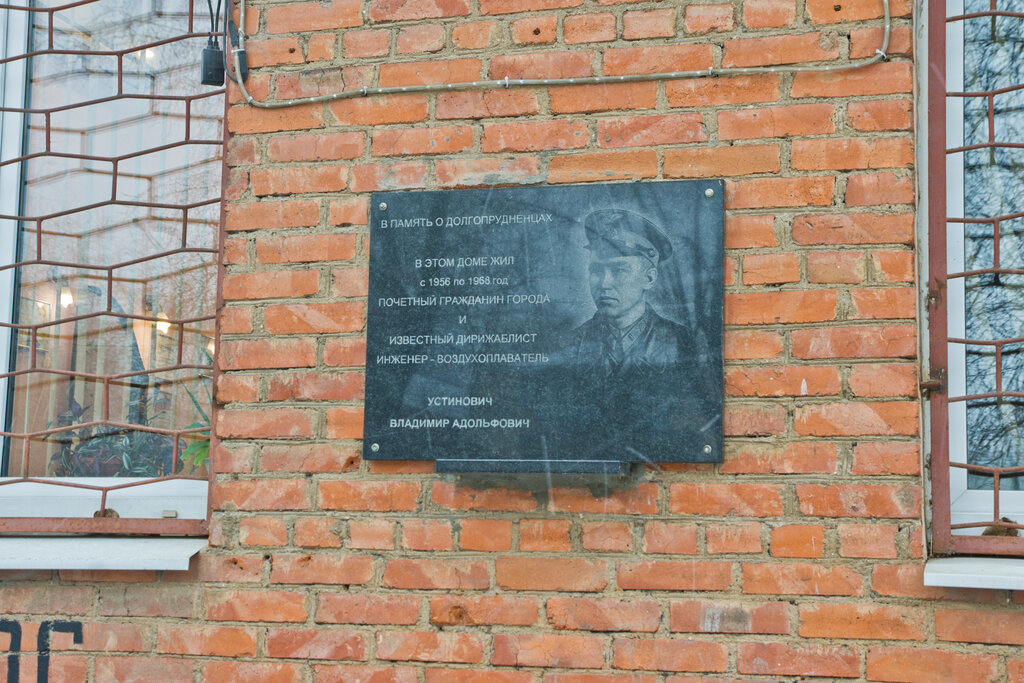 В ПАМЯТЬ О ДОЛГОПРУДНЕНЦАХ
В ЭТОМ ДОМЕ ЖИЛ
с 1956 по 1968 год
ПОЧЕТНЫЙ ГРАЖДАНИН ГОРОДА
И
ИЗВЕСТНЫЙ ДИРИЖАБЛИСТ
ИНЖЕНЕР - ВОЗДУХОПЛАВАТЕЛЬ
УСТИНОВИЧ
ВЛАДИМИР АДОЛЬФОВИЧ